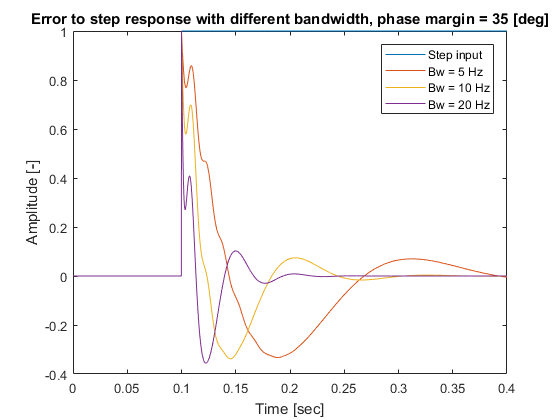 Error to step response with different bandwidth, phase margin = 35 [deg]
1
0.8
0.6
0.4
0.2
0
-0.2
-0.4
Amplitude [-]
Step input
Bw = 5 Hz
Bw = 10 Hz
Bw = 20 Hz
0 0.05 0.1 0.15 0.2 0.25 0.3 0.35 0.4
Time [sec]